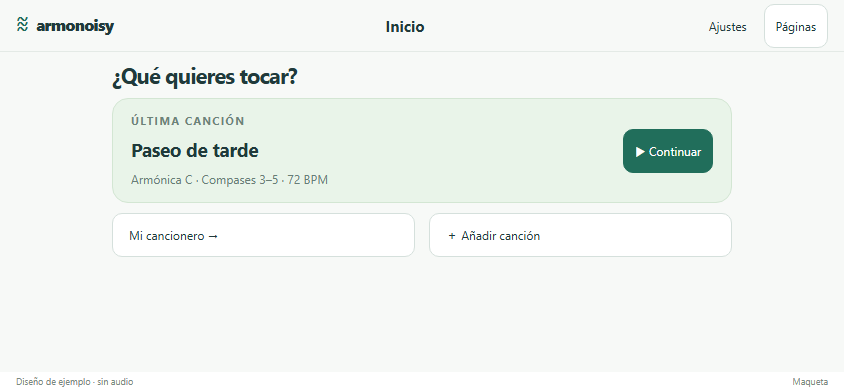 armonoisy
Inicio
Ajustes
Páginas
¿Qué quieres tocar?
ÚLTIMA CANCIÓN
Paseo de tarde
Armónica C · Compases 3–5 · 72 BPM
▶ Continuar
Mi cancionero →
+ Añadir canción
Diseño de ejemplo · sin audio
Maqueta